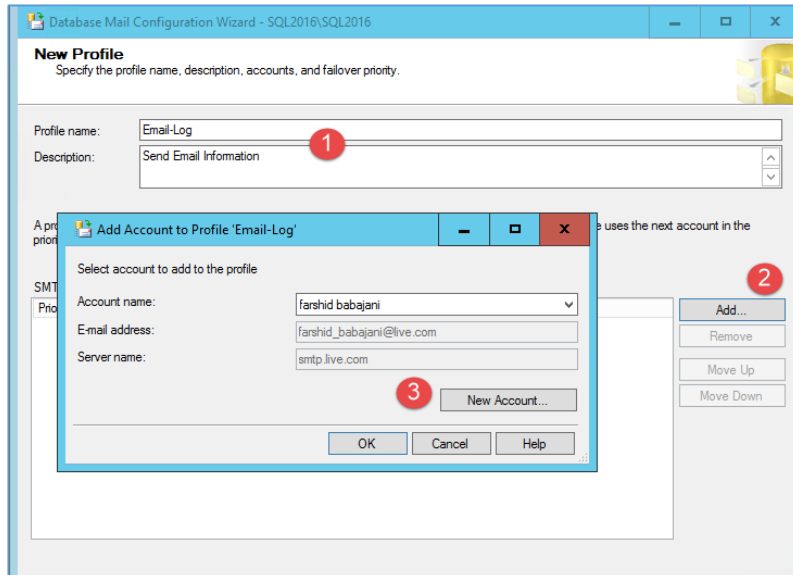 Database Mail Configuration Wizard - SQL2016\SQL2016
New Profile
Specify the profile name, description, accounts, and failover priority.
Profile name:
Email-Log
1
Description:
Send Email Information
e uses the next account in the
Add Account to Profile 'Email-Log'
Select account to add to the profile
SMT
2
Account name:
farshid babajani
Add...
E-mail address:
farshid_babajani@live.com
Remove
Server name:
smtp.live.com
Move Up
3
New Account...
Move Down
OK
Cancel
Help